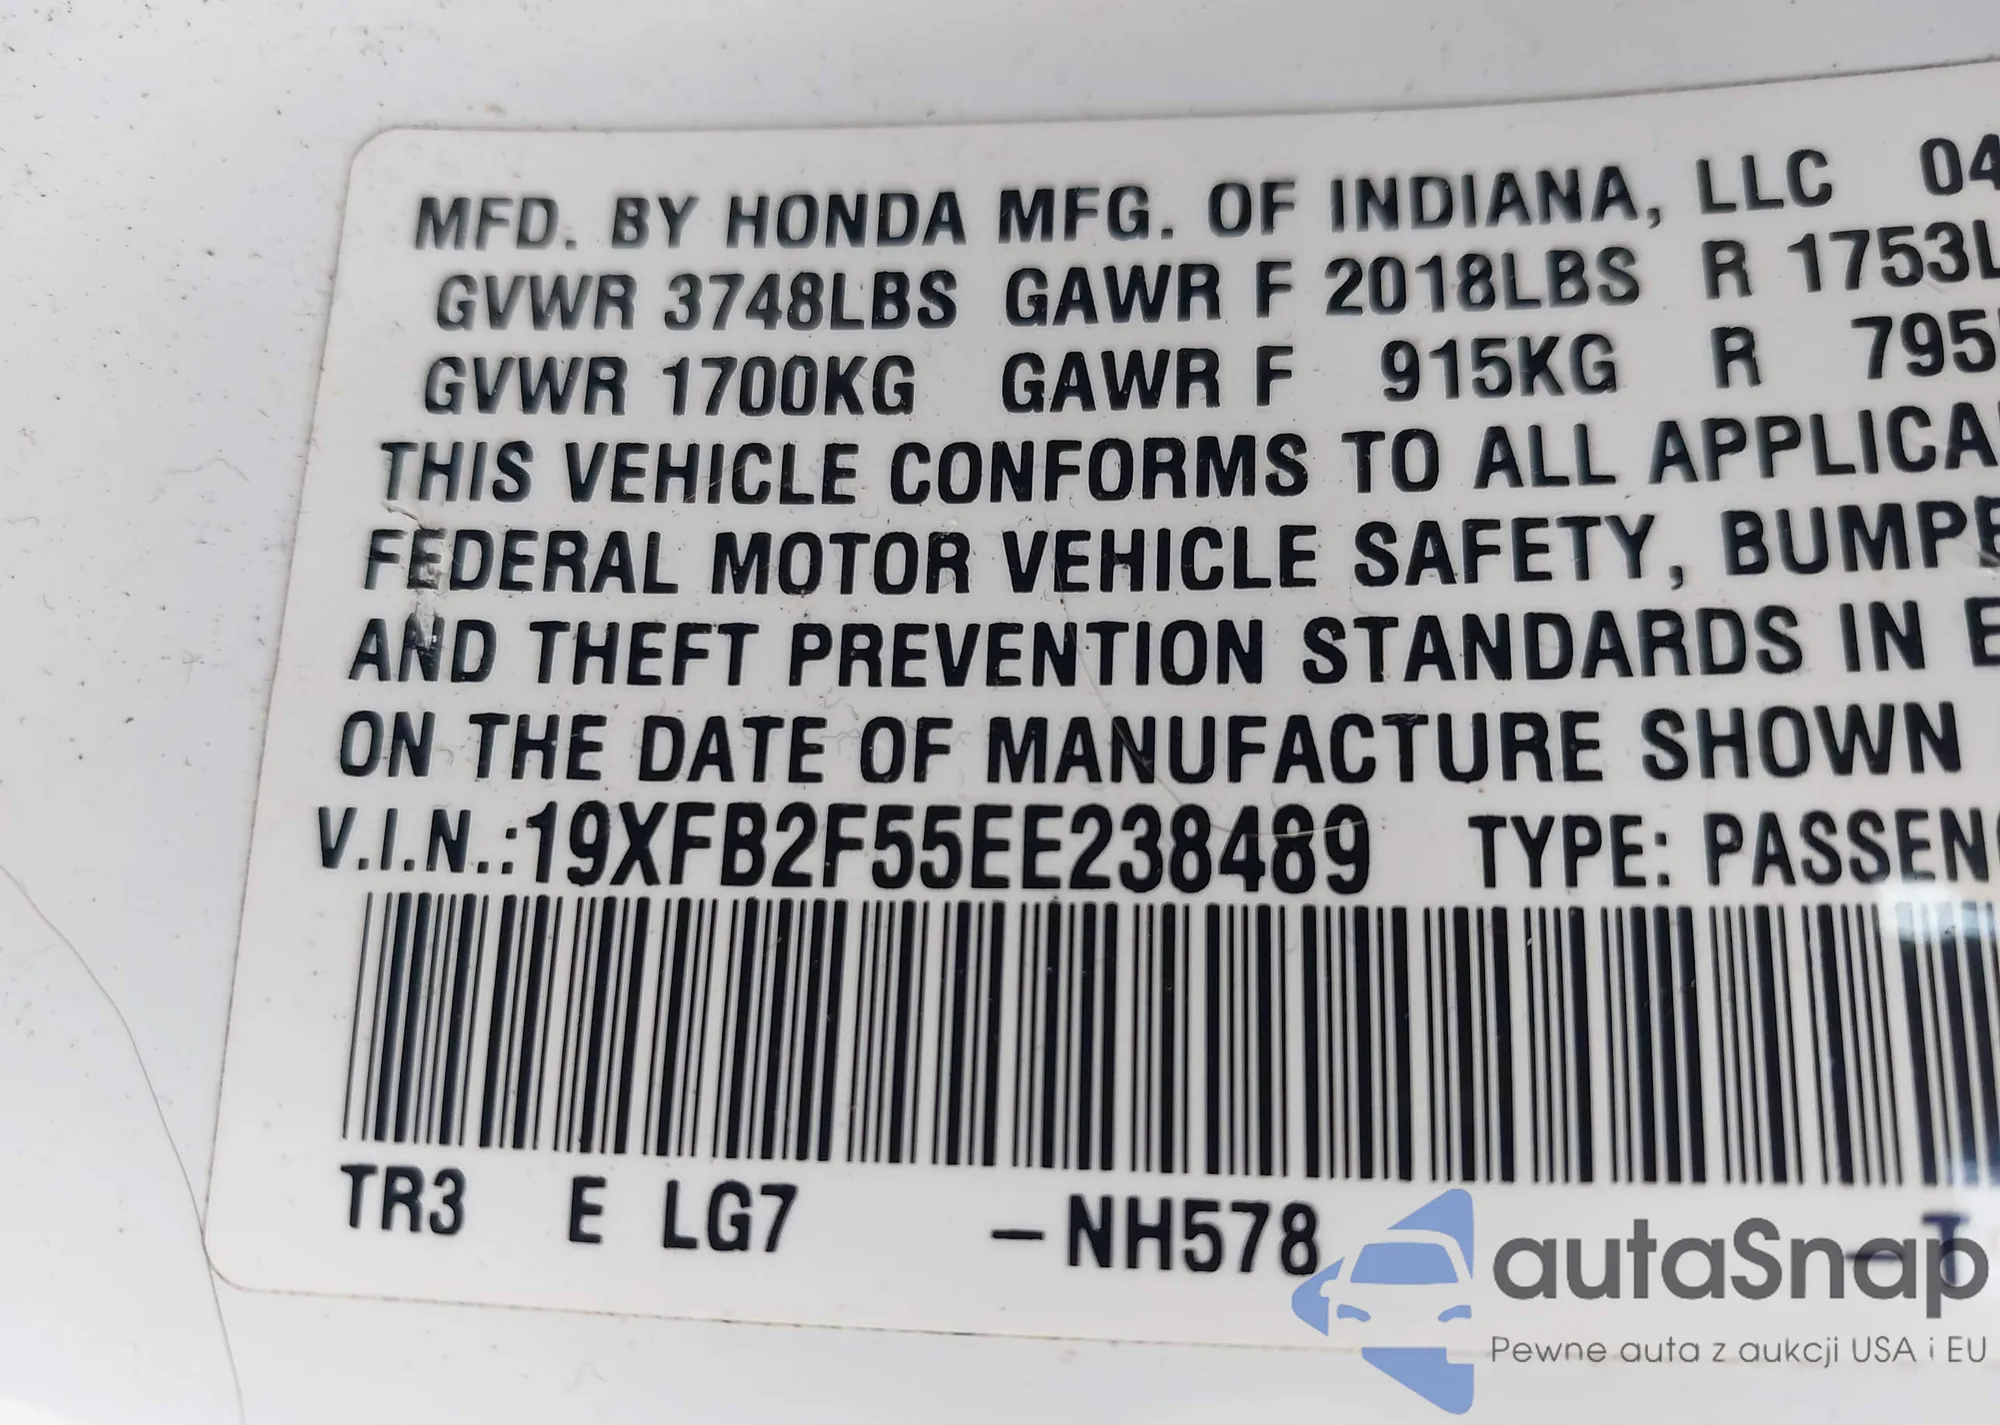 MFD. BY HONDA MFG. OF INDIANA, LLC 04
GVWR 3748LBS GAWR F 2018LBS R 1753L
GVWR 1700KG GAWR F 915KG R 795
THIS VEHICLE CONFORMS TO ALL APPLICA
FEDERAL MOTOR VEHICLE SAFETY, BUMPE
AND THEFT PREVENTION STANDARDS IN E
ON THE DATE OF MANUFACTURE SHOWN
V.I.N.:19XFB2F55EE238489 TYPE: PASSEN
TR3 E LG7 –NH578
autaSnap
Pewne auta z aukcji USA i EU